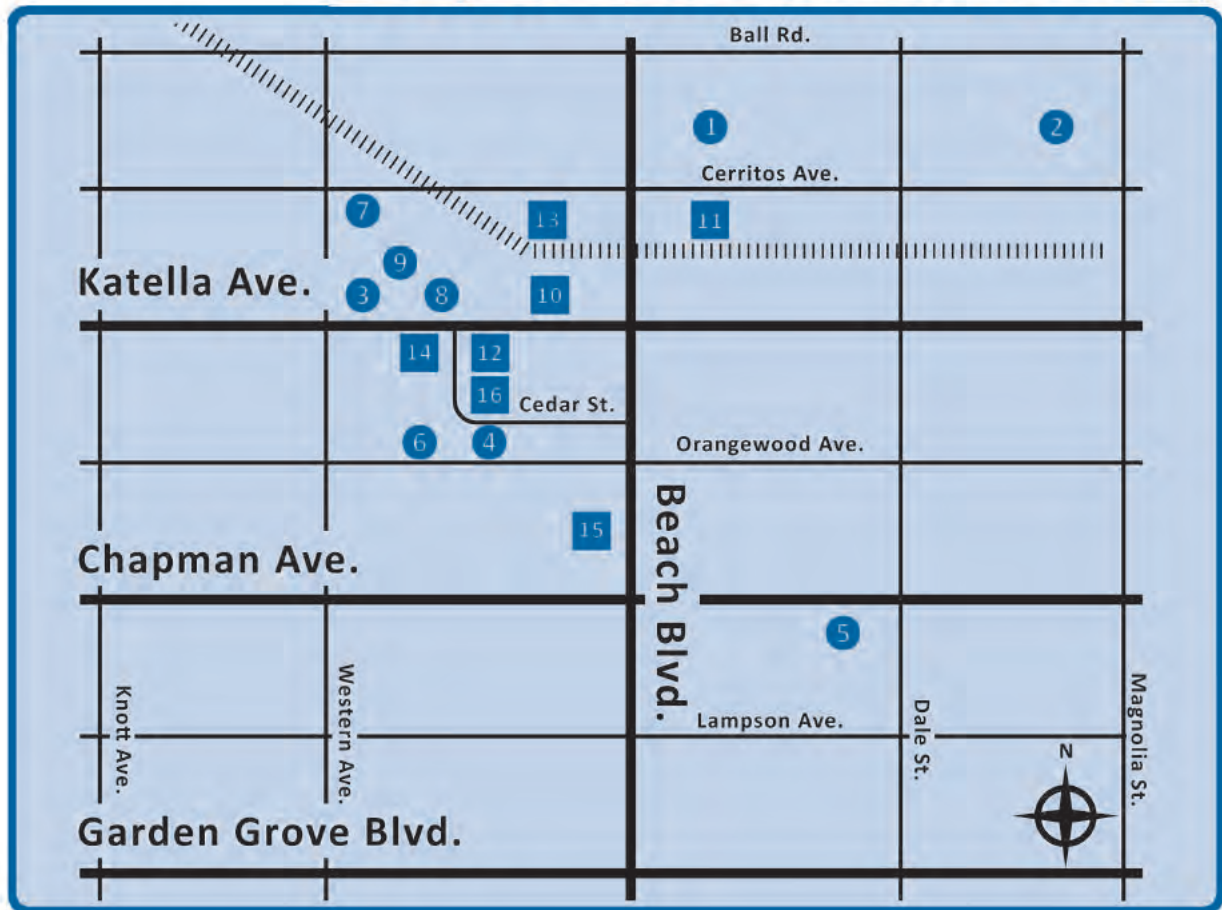 Ball Rd.
1
2
Cerritos Ave.
7
13
11
9
Katella Ave.
3
8
10
14
12
16
Cedar St.
6
4
Orangewood Ave.
Beach Blvd.
15
Chapman Ave.
5
Knott Ave.
Western Ave.
Lampson Ave.
Dale St.
Magnolia St.
N
Garden Grove Blvd.